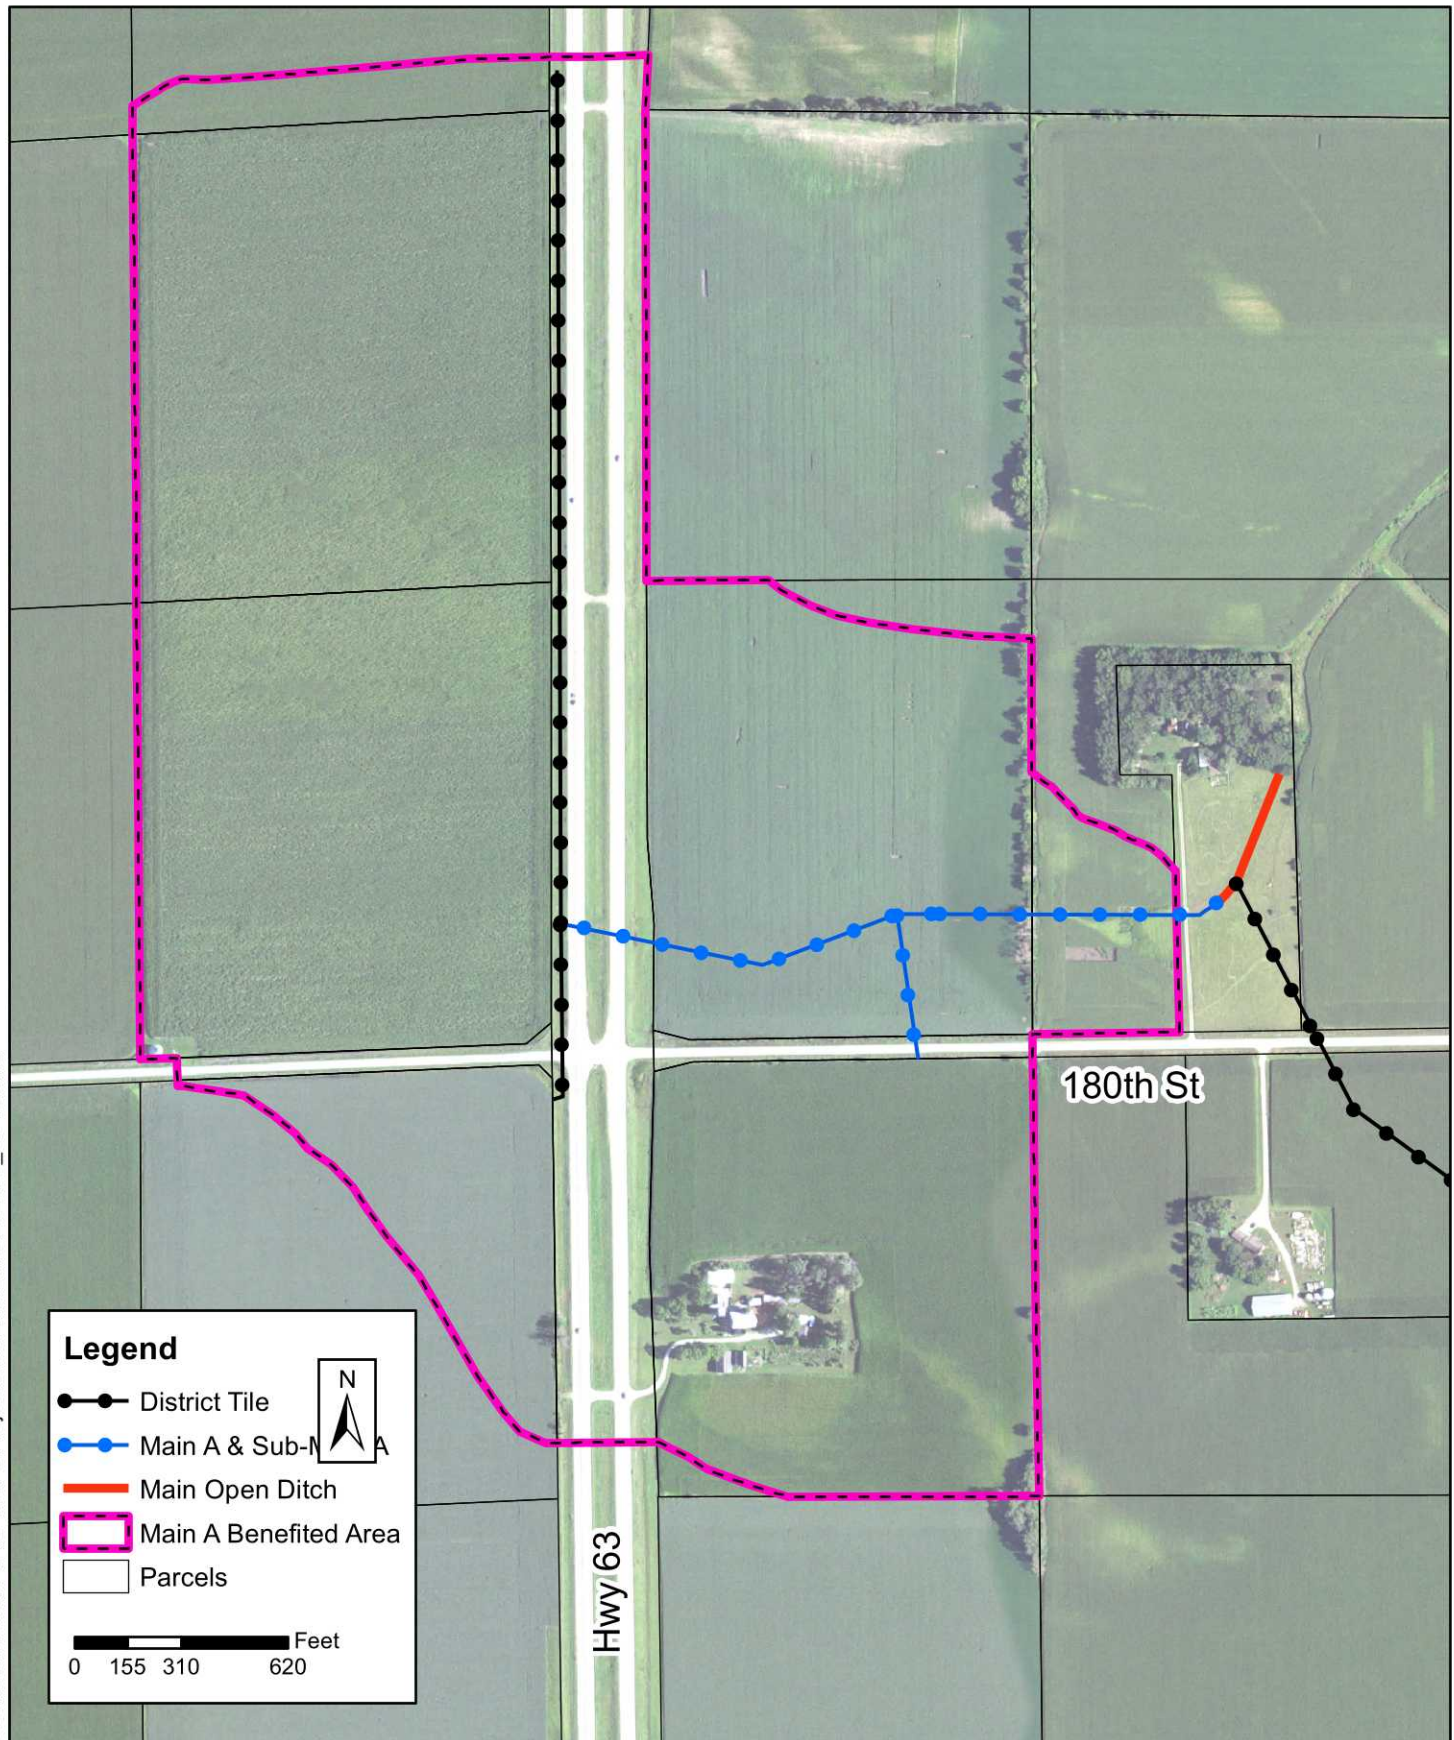 180th St
Hwy 63
Legend
N
District Tile
Main A & Sub-M A
Main Open Ditch
Main A Benefited Area
Parcels
Feet
0 155 310 620